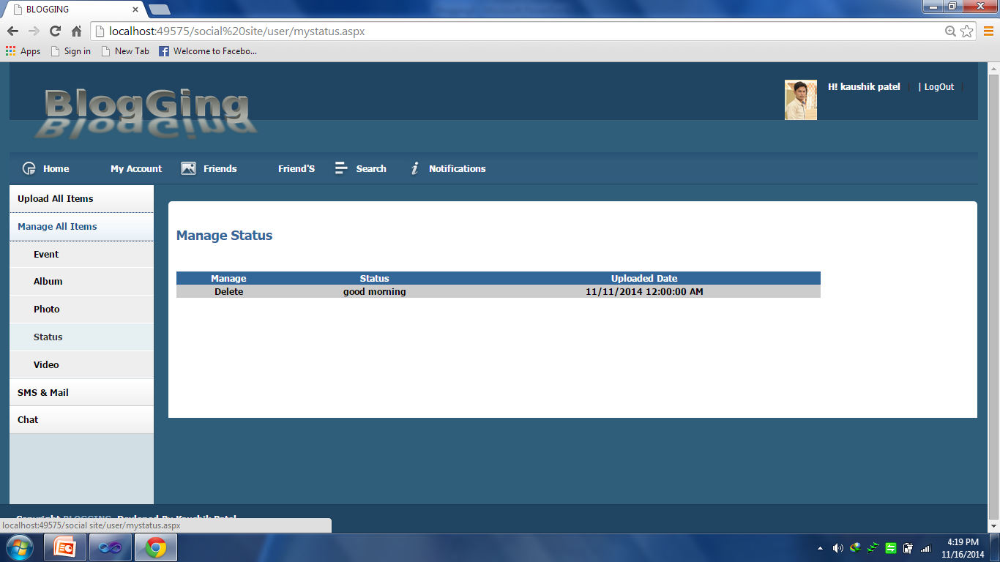 BLOGGING
localhost:49575/social%20site/user/mystatus.aspx
Apps Sign in New Tab Welcome to Facebo...
BlogGing
H! kaushik patel | | LogOut |
Home My Account Friends Friend'S Search Notifications
Upload All Items
Manage All Items
Event
Album
Photo
Status
Video
SMS & Mail
Chat
Manage Status
Manage Status Uploaded Date
Delete good morning 11/11/2014 12:00:00 AM
localhost:49575/social site/user/mystatus.aspx
4:19 PM
11/16/2014